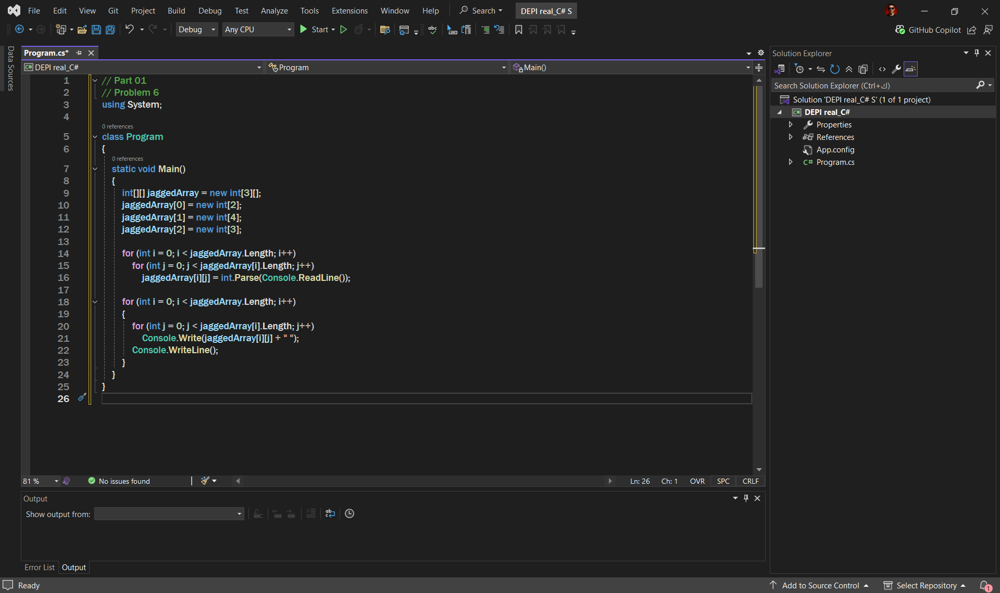 File Edit View Git Project Build Debug Test Analyze Tools Extensions Window Help Search DEPI real_C# S
Debug Any CPU Start GitHub Copilot
Data Sources
Program.cs*
DEPI real_C# Program Main()
1 // Part 01
2 // Problem 6
3 using System;
4
0 references
5 class Program
6 {
0 references
7 static void Main()
8 {
9 int[][] jaggedArray = new int[3][];
10 jaggedArray[0] = new int[2];
11 jaggedArray[1] = new int[4];
12 jaggedArray[2] = new int[3];
13
14 for (int i = 0; i < jaggedArray.Length; i++)
15 for (int j = 0; j < jaggedArray[i].Length; j++)
16 jaggedArray[i][j] = int.Parse(Console.ReadLine());
17
18 for (int i = 0; i < jaggedArray.Length; i++)
19 {
20 for (int j = 0; j < jaggedArray[i].Length; j++)
21 Console.Write(jaggedArray[i][j] + " ");
22 Console.WriteLine();
23 }
24 }
25 }
26
81 % No issues found Ln: 26 Ch: 1 OVR SPC CRLF
Output
Show output from:
Error List Output
Solution Explorer
Search Solution Explorer (Ctrl+ك)
Solution 'DEPI real_C# S' (1 of 1 project)
DEPI real_C#
Properties
References
App.config
C# Program.cs
Ready Add to Source Control Select Repository 1